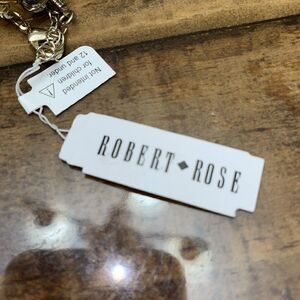 Not intended
for children
12 and under.
ROBERT◆ROSE